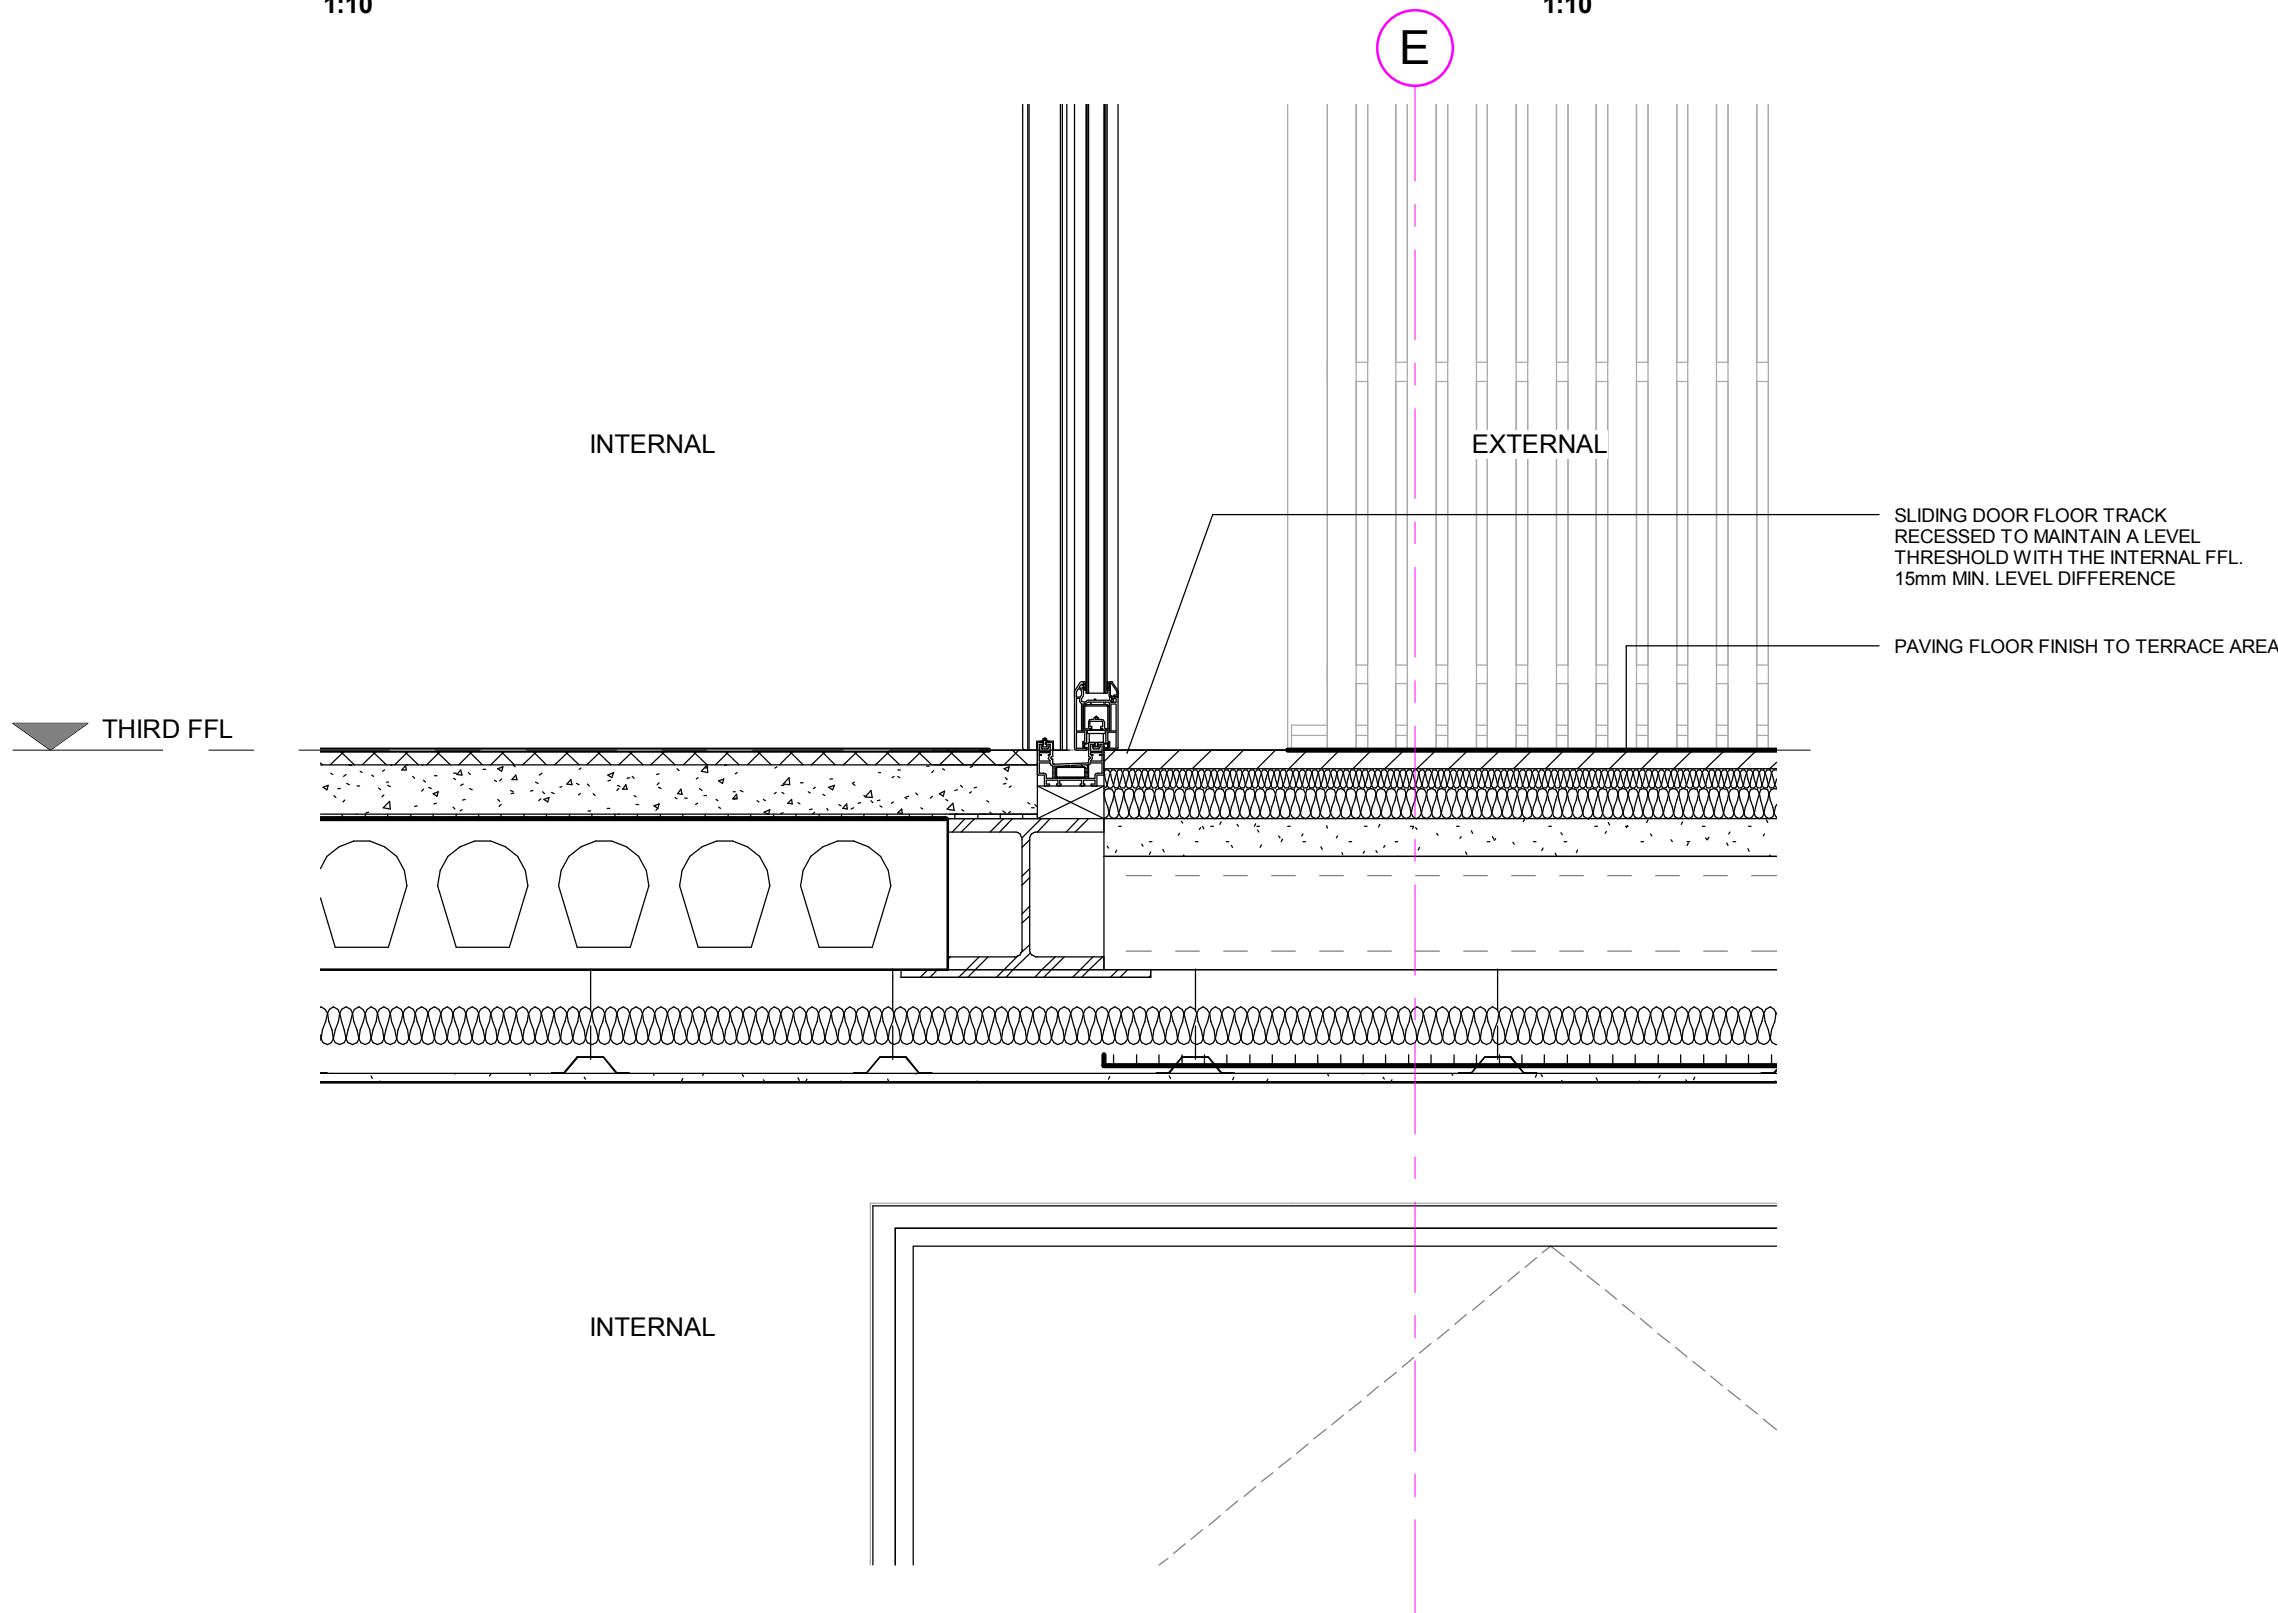 1:10
1:10
E
INTERNAL
EXTERNAL
SLIDING DOOR FLOOR TRACK
RECESSED TO MAINTAIN A LEVEL
THRESHOLD WITH THE INTERNAL FFL.
15mm MIN. LEVEL DIFFERENCE
PAVING FLOOR FINISH TO TERRACE AREA
THIRD FFL
INTERNAL